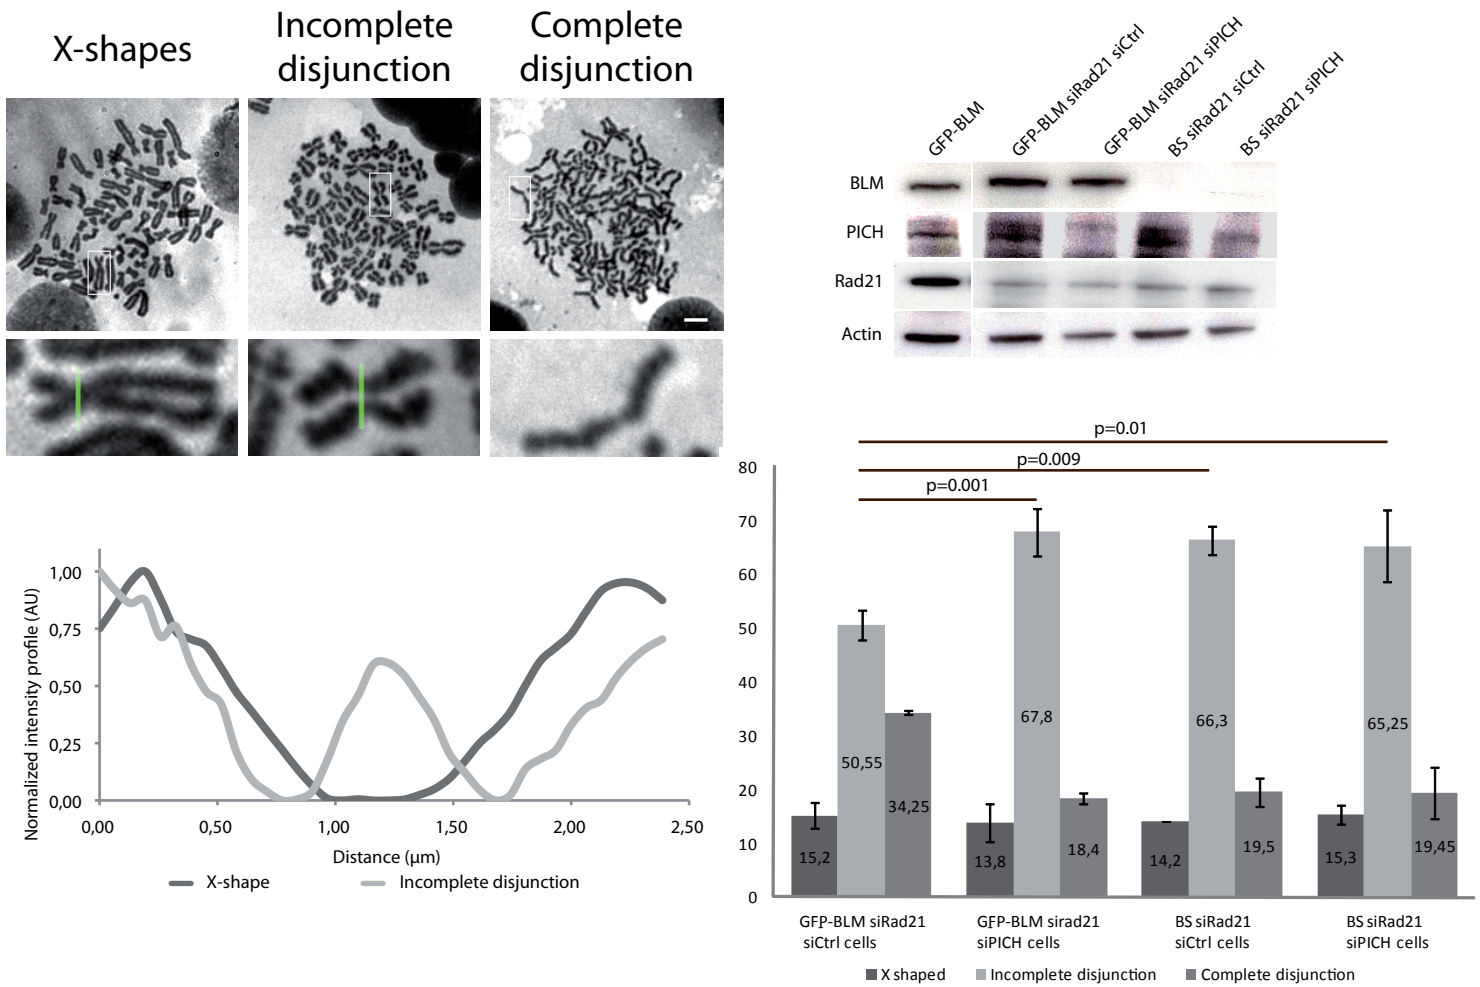 X-shapes
Incomplete
disjunction
Complete
disjunction
GFP-BLM
GFP-BLM siRad21 siCtrl
GFP-BLM siRad21 siPICH
BS siRad21 siCtrl
BS siRad21 siPICH
BLM
PICH
Rad21
Actin
Normalized intensity profile (AU)
1,00
0,75
0,50
0,25
0,00
0,00
0,50
1,00
1,50
2,00
2,50
Distance (µm)
X-shape
Incomplete disjunction
p=0.01
p=0.009
p=0.001
80
70
60
50
40
30
20
10
0
15,2
50,55
34,25
13,8
67,8
18,4
14,2
66,3
19,5
15,3
65,25
19,45
GFP-BLM siRad21
siCtrl cells
GFP-BLM sirad21
siPICH cells
BS siRad21
siCtrl cells
BS siRad21
siPICH cells
X shaped
Incomplete disjunction
Complete disjunction